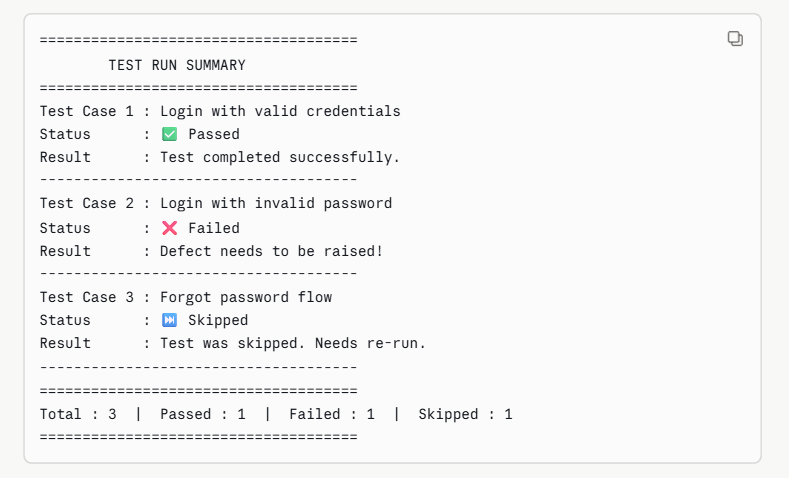 =====================================
        TEST RUN SUMMARY
=====================================
Test Case 1 : Login with valid credentials
Status      : ✅ Passed
Result      : Test completed successfully.
-------------------------------------
Test Case 2 : Login with invalid password
Status      : ❌ Failed
Result      : Defect needs to be raised!
-------------------------------------
Test Case 3 : Forgot password flow
Status      : ⏭️ Skipped
Result      : Test was skipped. Needs re-run.
-------------------------------------
=====================================
Total : 3  |  Passed : 1  |  Failed : 1  |  Skipped : 1
=====================================